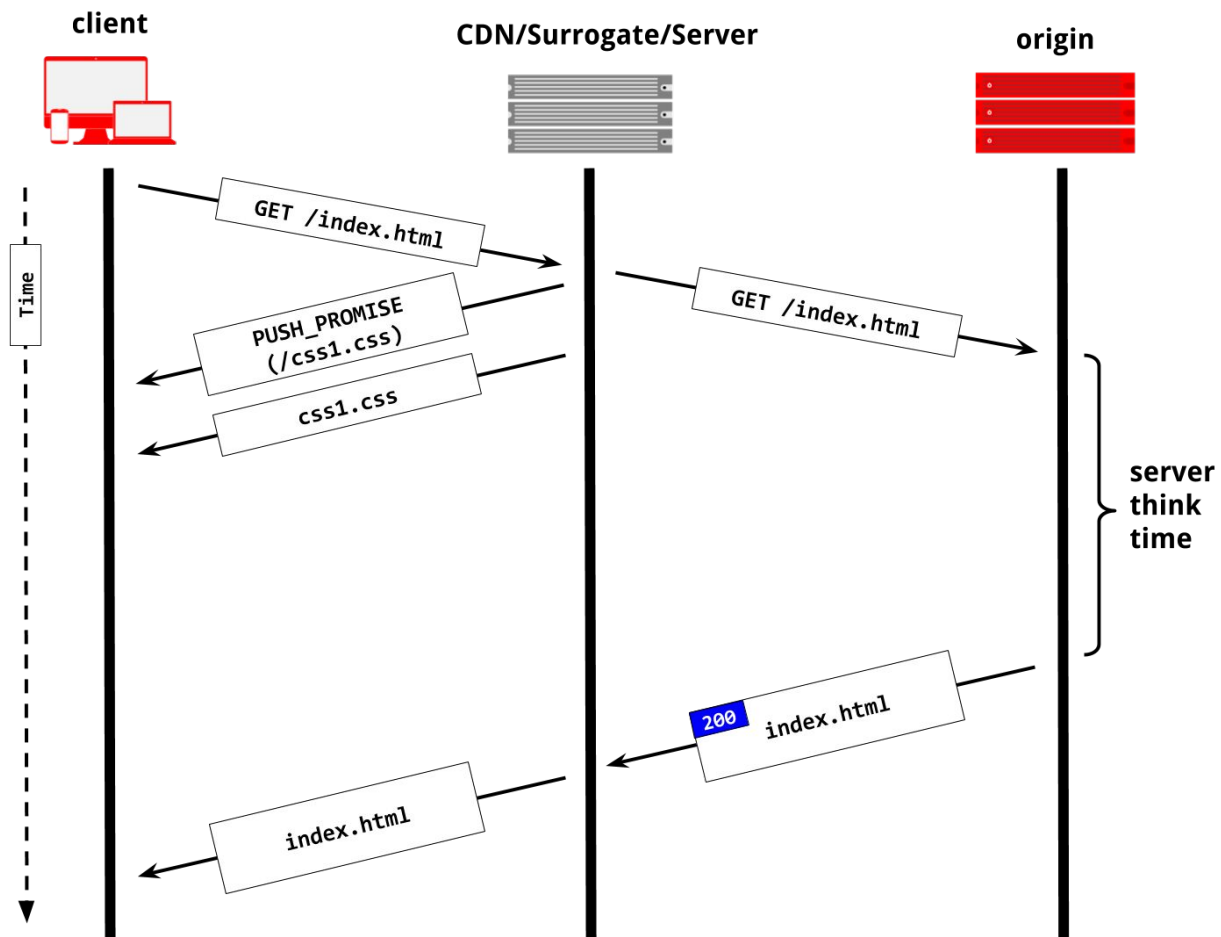 client
CDN/Surrogate/Server
origin
Time
GET /index.html
GET /index.html
PUSH_PROMISE
(/css1.css)
css1.css
server
think
time
200
index.html
index.html